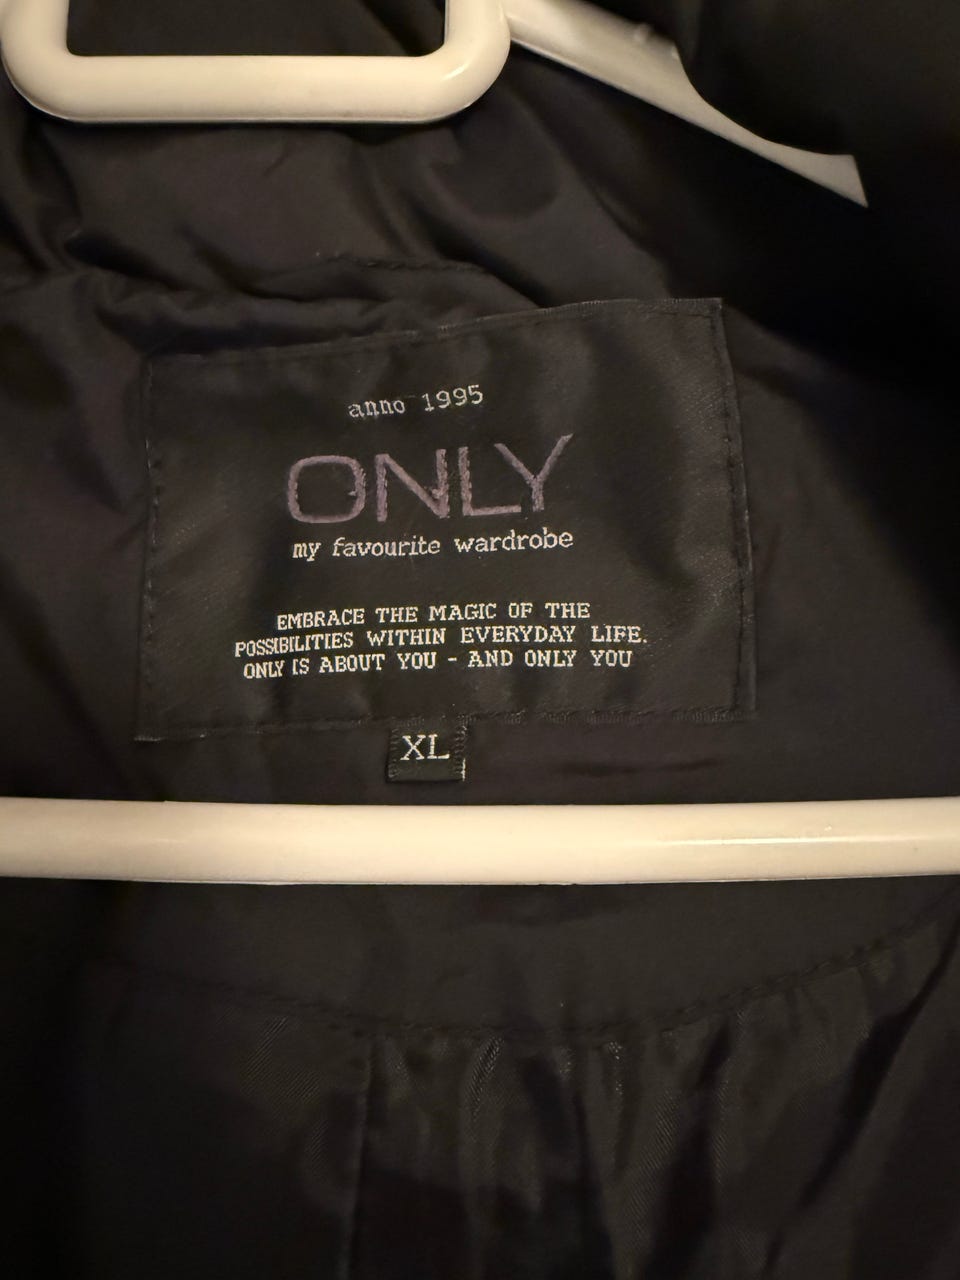 anno 1995
ONLY
my favourite wardrobe
EMBRACE THE MAGIC OF THE
POSSIBILITIES WITHIN EVERYDAY LIFE.
ONLY IS ABOUT YOU - AND ONLY YOU
XL